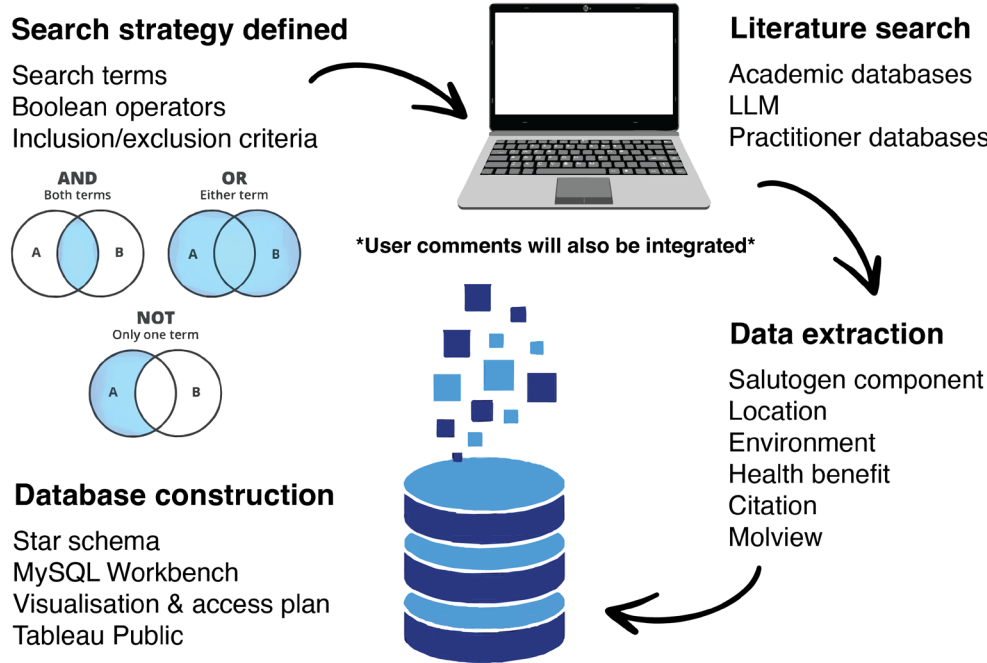 Search strategy defined
Search terms
Boolean operators
Inclusion/exclusion criteria
AND
Both terms
A
B
OR
Either term
A
B
NOT
Only one term
A
B
Literature search
Academic databases
LLM
Practitioner databases
*User comments will also be integrated*
Data extraction
Salutogen component
Location
Environment
Health benefit
Citation
Molview
Database construction
Star schema
MySQL Workbench
Visualisation & access plan
Tableau Public